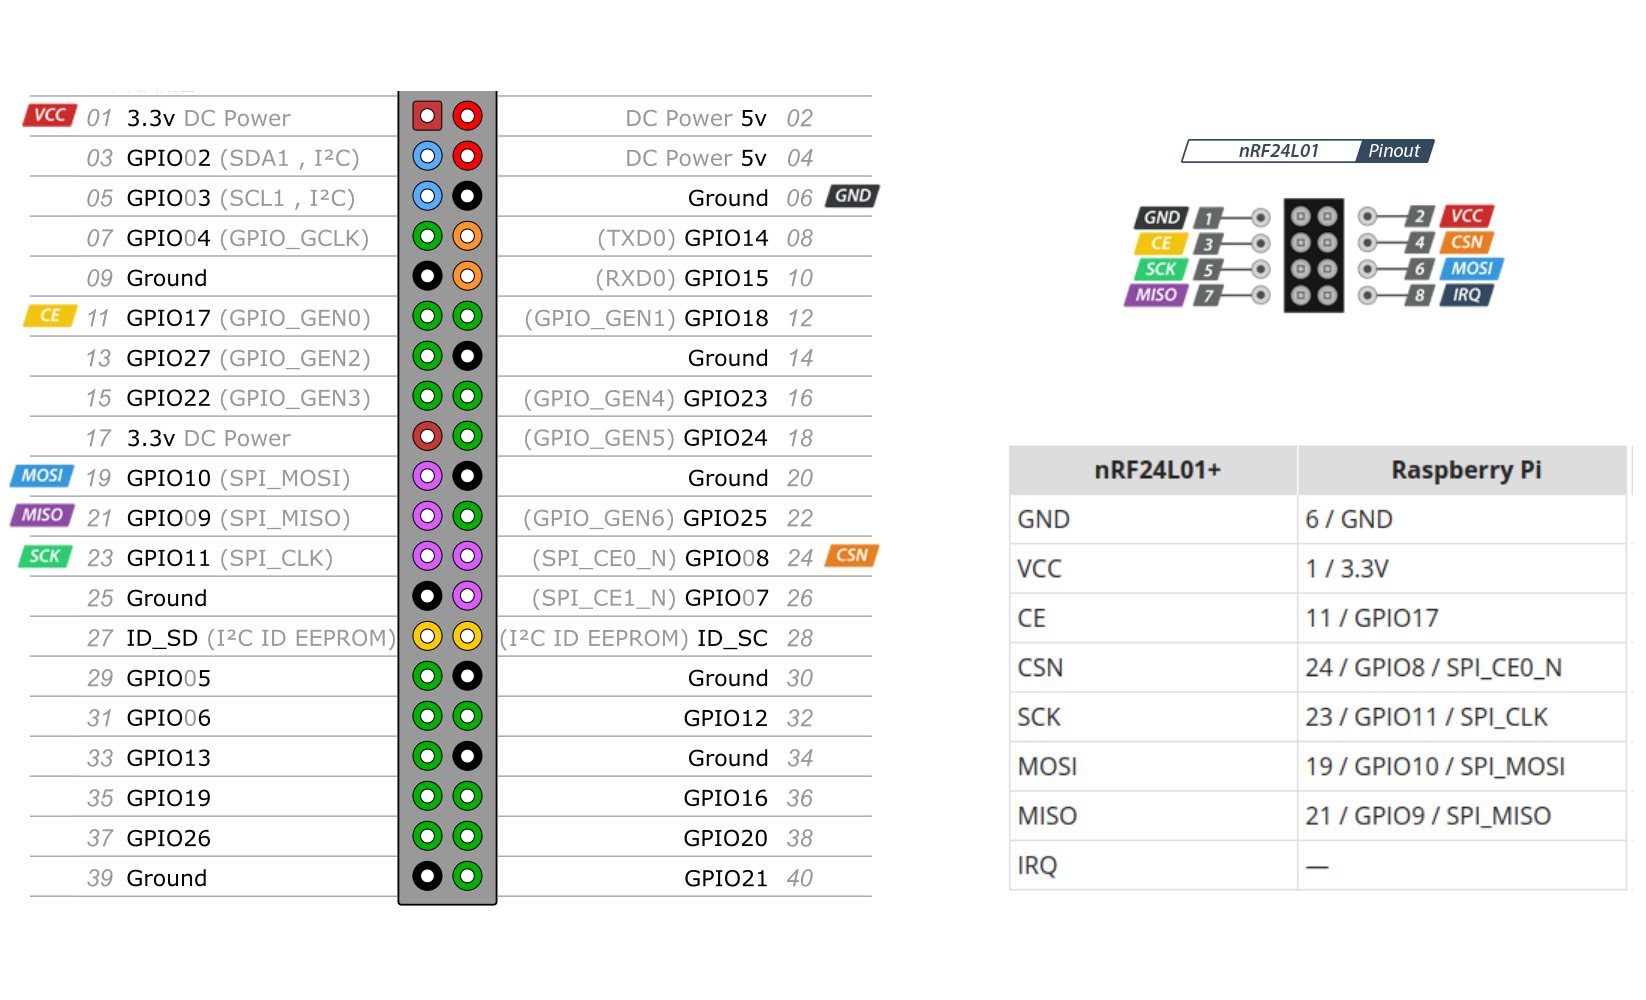 VCC 01 3.3v DC Power DC Power 5v 02
03 GPIO02 (SDA1 , I²C) DC Power 5v 04
05 GPIO03 (SCL1 , I²C) Ground 06 GND
07 GPIO04 (GPIO_GCLK) (TXD0) GPIO14 08
09 Ground (RXD0) GPIO15 10
CE 11 GPIO17 (GPIO_GEN0) (GPIO_GEN1) GPIO18 12
13 GPIO27 (GPIO_GEN2) Ground 14
15 GPIO22 (GPIO_GEN3) (GPIO_GEN4) GPIO23 16
17 3.3v DC Power (GPIO_GEN5) GPIO24 18
MOSI 19 GPIO10 (SPI_MOSI) Ground 20
MISO 21 GPIO09 (SPI_MISO) (GPIO_GEN6) GPIO25 22
SCK 23 GPIO11 (SPI_CLK) (SPI_CE0_N) GPIO08 24 CSN
25 Ground (SPI_CE1_N) GPIO07 26
27 ID_SD (I²C ID EEPROM) (I²C ID EEPROM) ID_SC 28
29 GPIO05 Ground 30
31 GPIO06 GPIO12 32
33 GPIO13 Ground 34
35 GPIO19 GPIO16 36
37 GPIO26 GPIO20 38
39 Ground GPIO21 40
nRF24L01 Pinout
GND 1 2 VCC
CE 3 4 CSN
SCK 5 6 MOSI
MISO 7 8 IRQ
nRF24L01+ Raspberry Pi
GND 6 / GND
VCC 1 / 3.3V
CE 11 / GPIO17
CSN 24 / GPIO8 / SPI_CE0_N
SCK 23 / GPIO11 / SPI_CLK
MOSI 19 / GPIO10 / SPI_MOSI
MISO 21 / GPIO9 / SPI_MISO
IRQ —